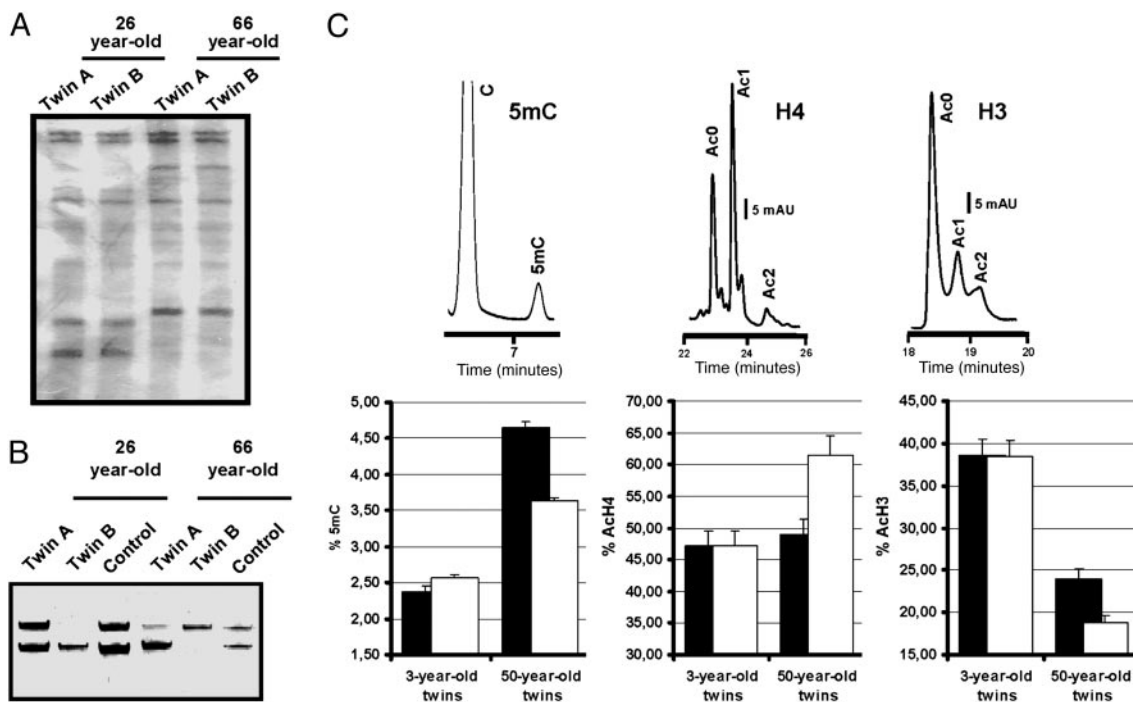 A
26
year-old
66
year-old
Twin A
Twin B
Twin A
Twin B
B
26
year-old
66
year-old
Twin A
Twin B
Control
Twin A
Twin B
Control
C
C
5mC
5mC
7
Time (minutes)
Ac0
Ac1
H4
5 mAU
Ac2
22
24
26
Time (minutes)
Ac0
H3
5 mAU
Ac1
Ac2
18
19
20
Time (minutes)
% 5mC
5,00
4,50
4,00
3,50
3,00
2,50
2,00
1,50
3-year-old
twins
50-year-old
twins
% AcH4
70,00
65,00
60,00
55,00
50,00
45,00
40,00
35,00
30,00
3-year-old
twins
50-year-old
twins
% AcH3
45,00
40,00
35,00
30,00
25,00
20,00
15,00
3-year-old
twins
50-year-old
twins